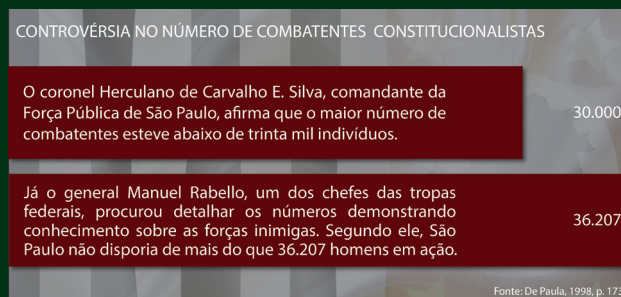 CONTROVÉRSIA NO NÚMERO DE COMBATENTES CONSTITUCIONALISTAS
O coronel Herculano de Carvalho E. Silva, comandante da
Força Pública de São Paulo, afirma que o maior número de
combatentes esteve abaixo de trinta mil indivíduos.
30.000
Já o general Manuel Rabello, um dos chefes das tropas
federais, procurou detalhar os números demonstrando
conhecimento sobre as forças inimigas. Segundo ele, São
Paulo não disporia de mais do que 36.207 homens em ação.
36.207
Fonte: De Paula, 1998, p. 173